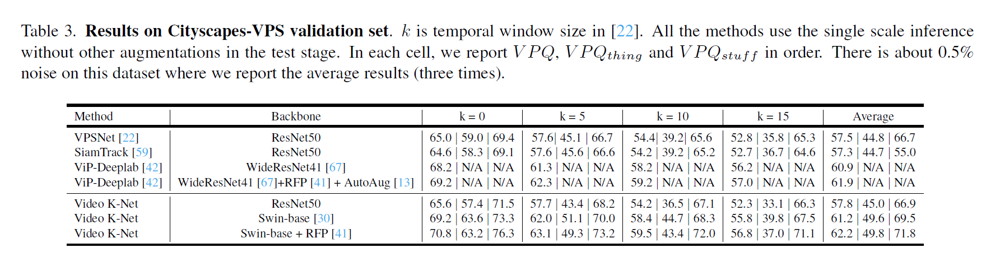 Table 3. Results on Cityscapes-VPS validation set. k is temporal window size in [22]. All the methods use the single scale inference
without other augmentations in the test stage. In each cell, we report VPQ, VPQthing and VPQstuff in order. There is about 0.5%
noise on this dataset where we report the average results (three times).
Method | Backbone | k = 0 | k = 5 | k = 10 | k = 15 | Average
VPSNet [22] | ResNet50 | 65.0 | 59.0 | 69.4 | 57.6| 45.1 | 66.7 | 54.4| 39.2| 65.6 | 52.8 | 35.8 | 65.3 | 57.5 | 44.8 | 66.7
SiamTrack [59] | ResNet50 | 64.6 | 58.3 | 69.1 | 57.6 | 45.6 | 66.6 | 54.2 | 39.2 | 65.2 | 52.7 | 36.7 | 64.6 | 57.3 | 44.7 | 55.0
ViP-Deeplab [42] | WideResNet41 [67] | 68.2 | N/A | N/A | 61.3 | N/A | N/A | 58.2 | N/A | N/A | 56.2 | N/A | N/A | 60.9 | N/A | N/A
ViP-Deeplab [42] | WideResNet41 [67]+RFP [41] + AutoAug [13] | 69.2 | N/A | N/A | 62.3 | N/A | N/A | 59.2 | N/A | N/A | 57.0 | N/A | N/A | 61.9 | N/A | N/A
Video K-Net | ResNet50 | 65.6 | 57.4 | 71.5 | 57.7 | 43.4 | 68.2 | 54.2 | 36.5 | 67.1 | 52.3 | 33.1 | 66.3 | 57.8 | 45.0 | 66.9
Video K-Net | Swin-base [30] | 69.2 | 63.6 | 73.3 | 62.0 | 51.1 | 70.0 | 58.4 | 44.7 | 68.3 | 55.8 | 39.8 | 67.5 | 61.2 | 49.6 | 69.5
Video K-Net | Swin-base + RFP [41] | 70.8 | 63.2 | 76.3 | 63.1 | 49.3 | 73.2 | 59.5 | 43.4 | 72.0 | 56.8 | 37.0 | 71.1 | 62.2 | 49.8 | 71.8